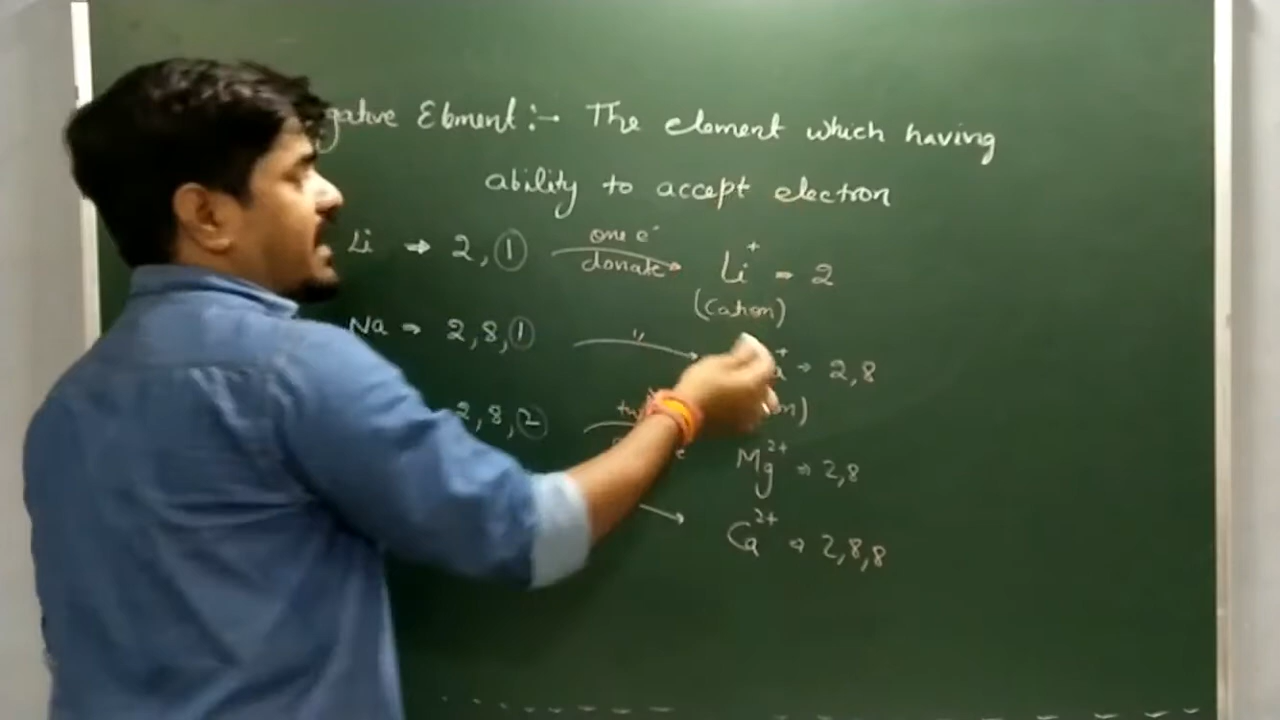 gative Element :→ The element which having
ability to accept electron
Li → 2, 1 one e⁻ donate Li⁺ → 2
(Cation)
Na → 2, 8, 1 〃 a⁺ → 2, 8
on)
2, 8, 2 Mg²⁺ → 2, 8
Ca²⁺ → 2, 8, 8